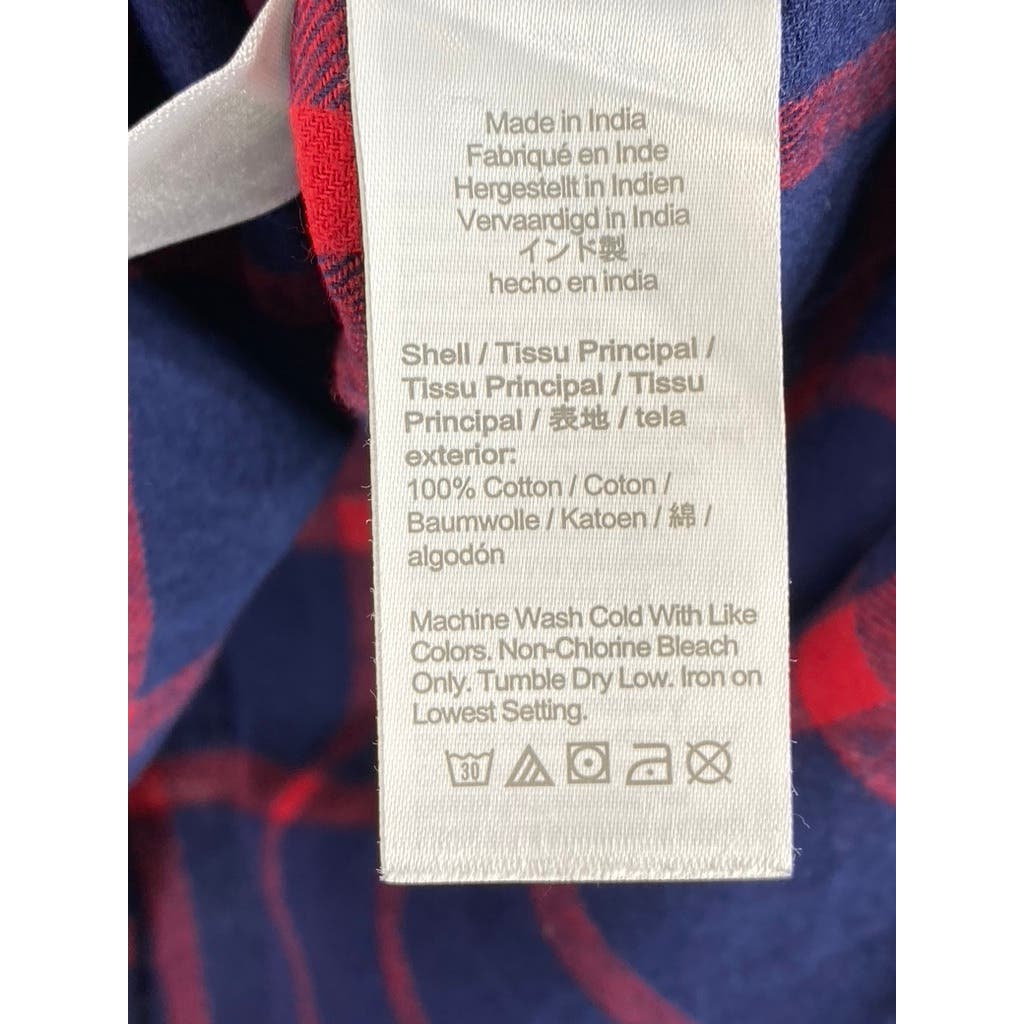 Made in India
Fabriqué en Inde
Hergestellt in Indien
Vervaardigd in India
インド製
hecho en india
Shell / Tissu Principal /
Tissu Principal / Tissu
Principal / 表地 / tela
exterior:
100% Cotton / Coton /
Baumwolle / Katoen / 綿 /
algodón
Machine Wash Cold With Like
Colors. Non-Chlorine Bleach
Only. Tumble Dry Low. Iron on
Lowest Setting.
30